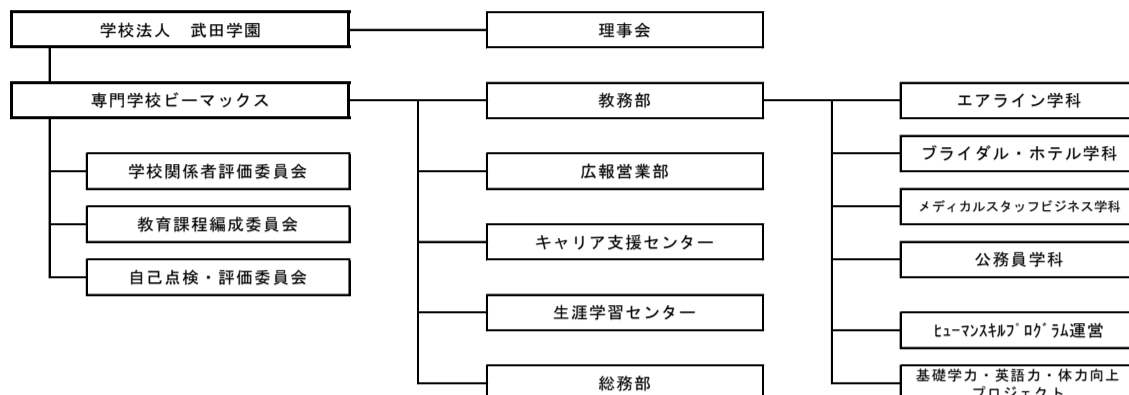 学校法人　武田学園
理事会
専門学校ビーマックス
教務部
エアライン学科
ブライダル・ホテル学科
学校関係者評価委員会
広報営業部
メディカルスタッフビジネス学科
教育課程編成委員会
キャリア支援センター
公務員学科
自己点検・評価委員会
生涯学習センター
ﾋｭｰﾏﾝｽｷﾙﾌﾟﾛｸﾞﾗﾑ運営
総務部
基礎学力・英語力・体力向上
プロジェクト